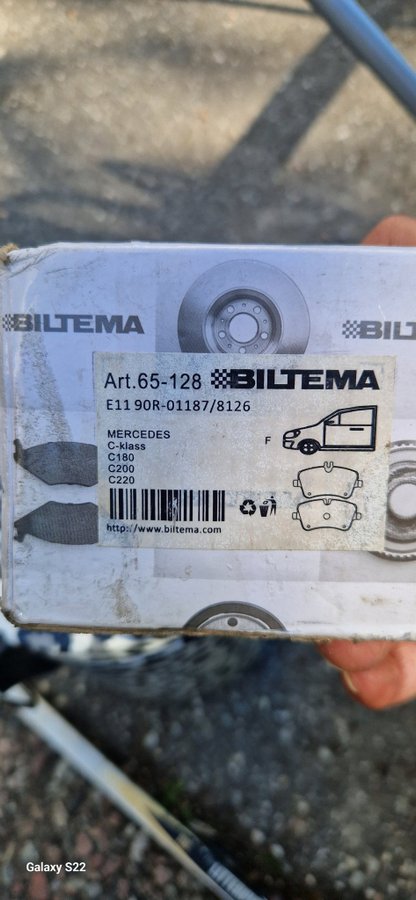 BILTEMA
BILT
Art.65-128 BILTEMA
E11 90R-01187/8126
MERCEDES
C-klass
C180
C200
C220
F
http://www.biltema.com
Galaxy S22